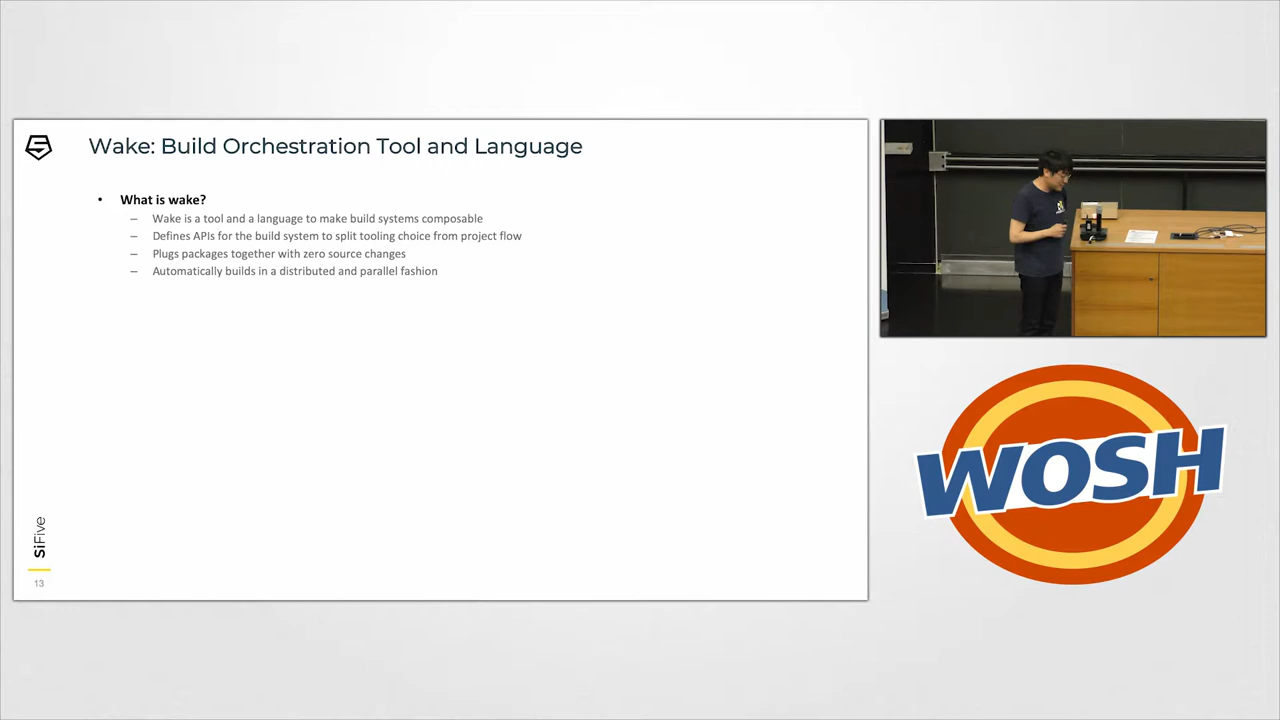 Wake: Build Orchestration Tool and Language
• What is wake?
– Wake is a tool and a language to make build systems composable
– Defines APIs for the build system to split tooling choice from project flow
– Plugs packages together with zero source changes
– Automatically builds in a distributed and parallel fashion
SiFive
13
WOSH